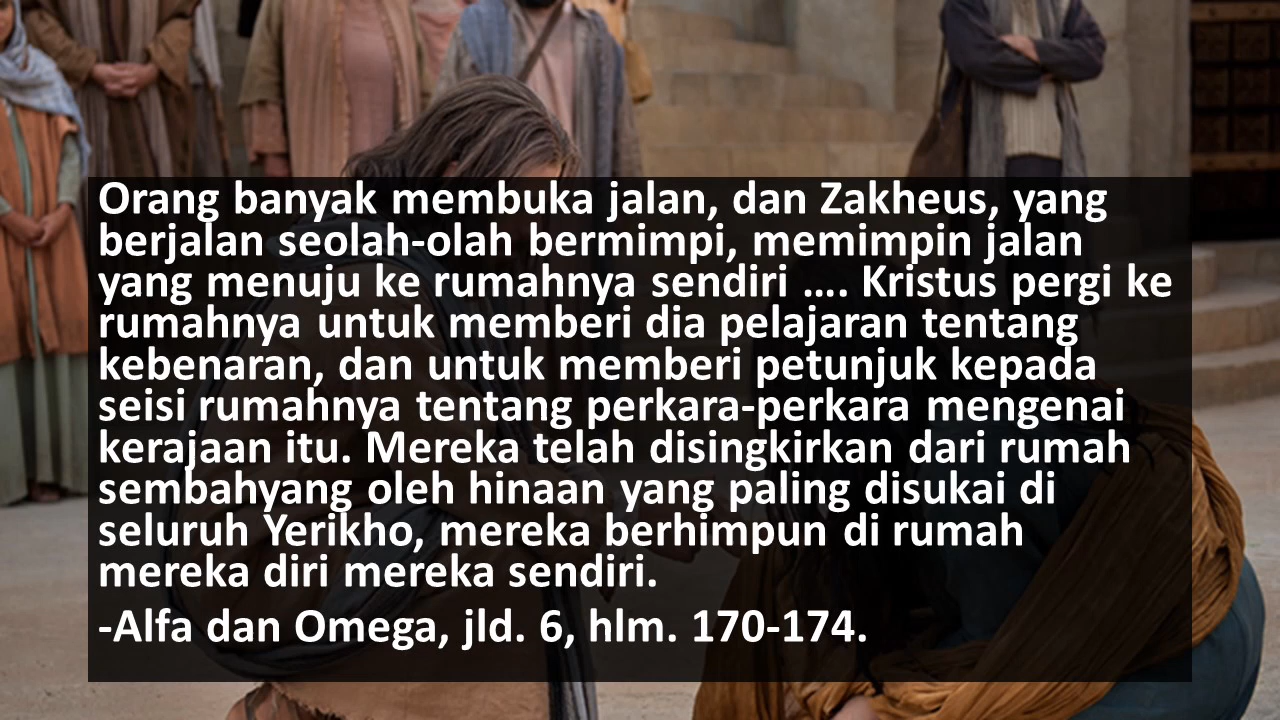 Orang banyak membuka jalan, dan Zakheus, yang
berjalan seolah-olah bermimpi, memimpin jalan
yang menuju ke rumahnya sendiri .... Kristus pergi ke
rumahnya untuk memberi dia pelajaran tentang
kebenaran, dan untuk memberi petunjuk kepada
seisi rumahnya tentang perkara-perkara mengenai
kerajaan itu. Mereka telah disingkirkan dari rumah
sembahyang oleh hinaan yang paling disukai di
seluruh Yerikho, mereka berhimpun di rumah
mereka diri mereka sendiri.
-Alfa dan Omega, jld. 6, hlm. 170-174.